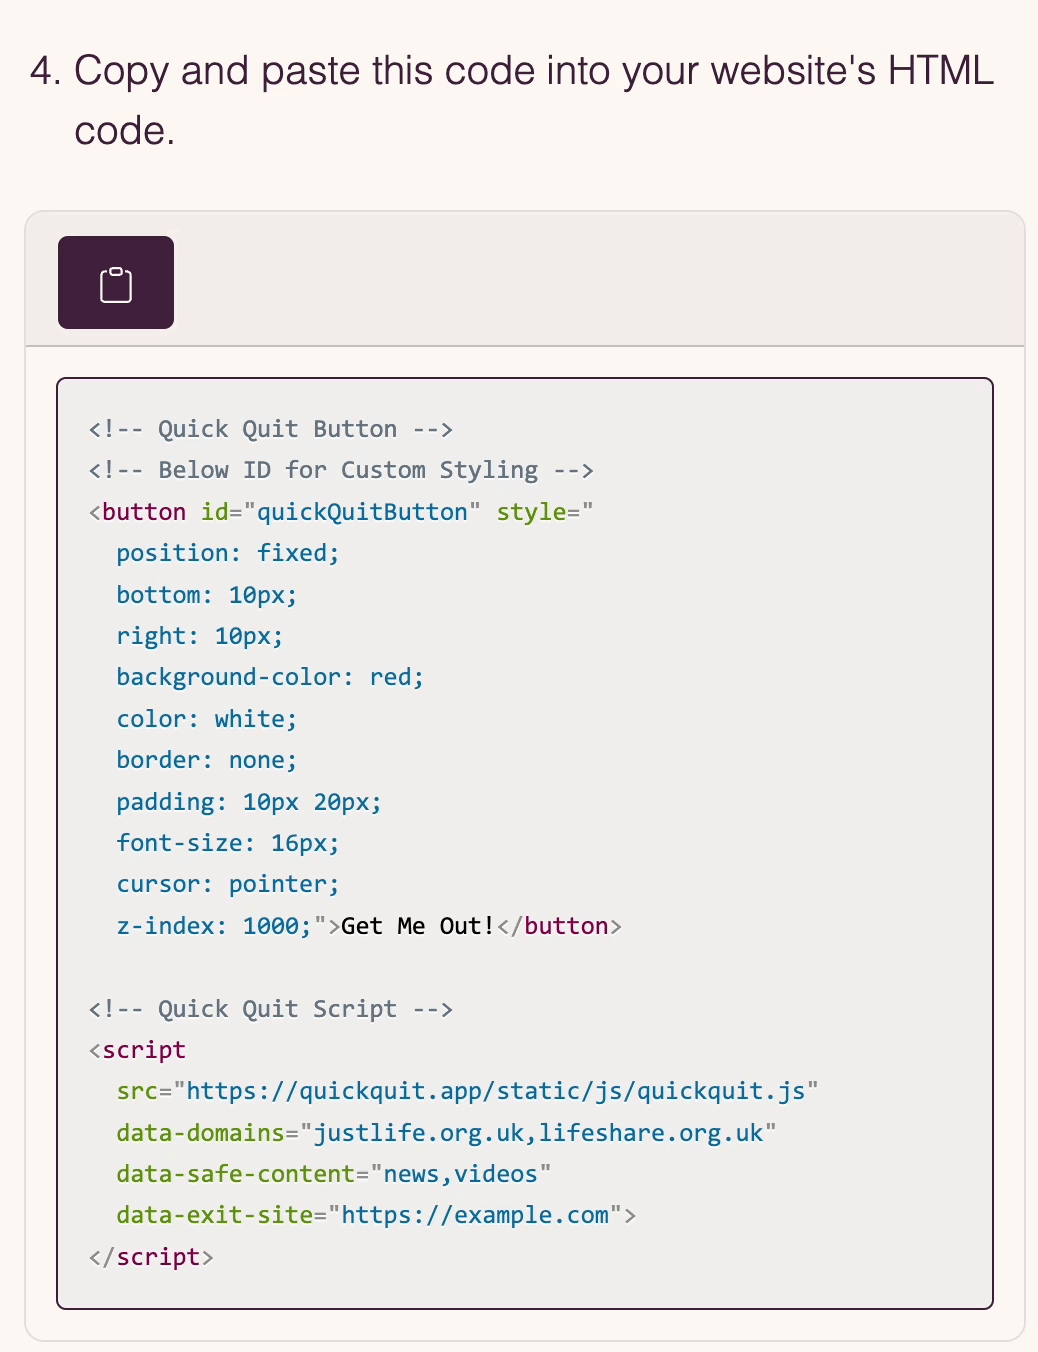 4. Copy and paste this code into your website's HTML
code.
<!-- Quick Quit Button -->
<!-- Below ID for Custom Styling -->
<button id="quickQuitButton" style="
  position: fixed;
  bottom: 10px;
  right: 10px;
  background-color: red;
  color: white;
  border: none;
  padding: 10px 20px;
  font-size: 16px;
  cursor: pointer;
  z-index: 1000;">Get Me Out!</button>
<!-- Quick Quit Script -->
<script
  src="https://quickquit.app/static/js/quickquit.js"
  data-domains="justlife.org.uk,lifeshare.org.uk"
  data-safe-content="news,videos"
  data-exit-site="https://example.com">
</script>